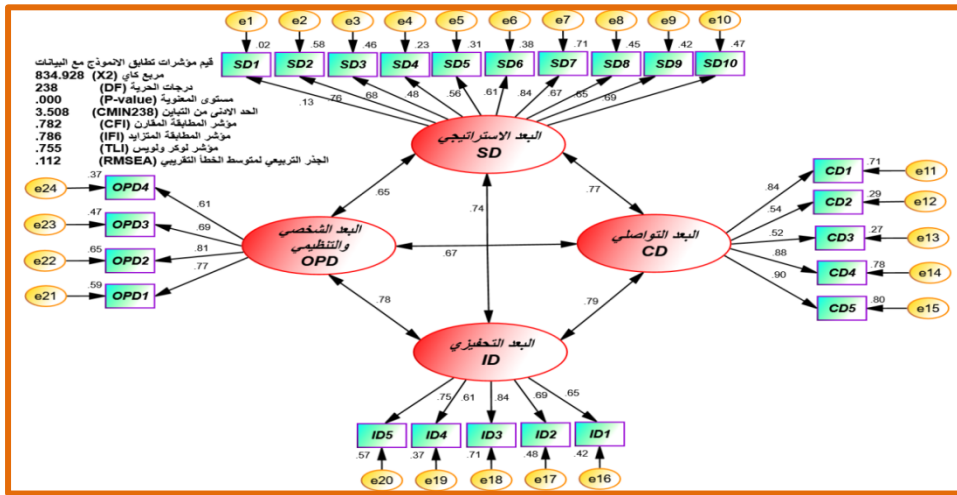 e1 e2 e3 e4 e5 e6 e7 e8 e9 e10
.02 .58 .46 .23 .31 .38 .71 .45 .42 .47
SD1 SD2 SD3 SD4 SD5 SD6 SD7 SD8 SD9 SD10
.13 .76 .68 .48 .56 .61 .84 .67 .65 .69
قيم مؤشرات تطابق الانموذج مع البيانات
مربع كاي (X2) 834.928
درجات الحرية (DF) 238
مستوى المعنوية (P-value) .000
الحد الادنى من التباين (CMIN238) 3.508
مؤشر المطابقة المقارن (CFI) .782
مؤشر المطابقة المتزايد (IFI) .786
مؤشر توكر ولويس (TLI) .755
الجذر التربيعي لمتوسط الخطأ التقريبي (RMSEA) .112
البعد الاستراتيجي
SD
.65 .74 .77
e24 .37 OPD4 .61
e23 .47 OPD3 .69
e22 .65 OPD2 .81
e21 .59 OPD1 .77
البعد الشخصي
والتنظيمي
OPD
.67
البعد التواصلي
CD
.84 CD1 .71 e11
.54 CD2 .29 e12
.52 CD3 .27 e13
.88 CD4 .78 e14
.90 CD5 .80 e15
.78 .79
البعد التحفيزي
ID
.75 .61 .84 .69 .65
ID5 ID4 ID3 ID2 ID1
.57 .37 .71 .48 .42
e20 e19 e18 e17 e16